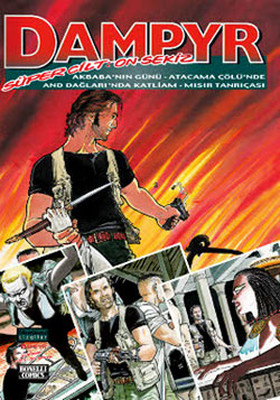 DAMPYR
SÜPER CİLT-ON SEKİZ
AKBABA'NIN GÜNÜ - ATACAMA ÇÖLÜ'NDE
AND DAĞLARI'NDA KATLİAM - MISIR TANRIÇASI
BONELLI
COMICS